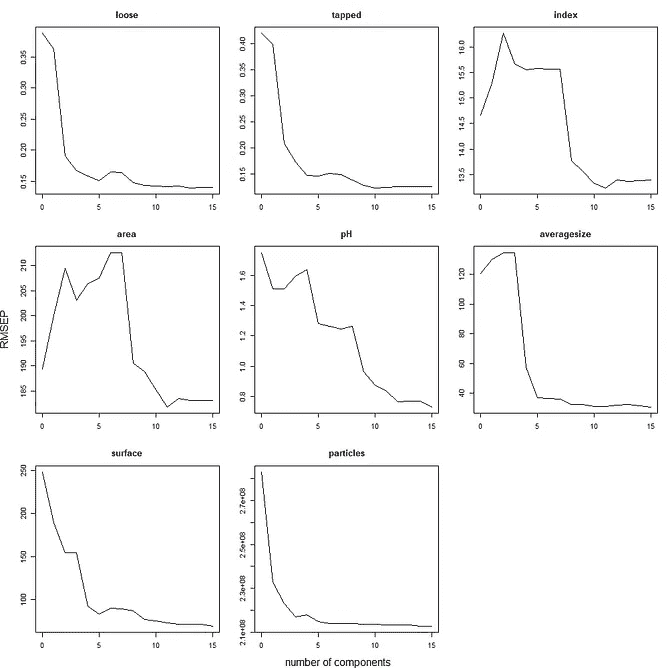 loose
0.35
0.30
0.25
0.20
0.15
0 5 10 15
tapped
0.40
0.35
0.30
0.25
0.20
0.15
0 5 10 15
index
16.0
15.5
15.0
14.5
14.0
13.5
0 5 10 15
RMSEP
area
210
205
200
195
190
185
0 5 10 15
pH
1.6
1.4
1.2
1.0
0.8
0 5 10 15
averagesize
120
100
80
60
40
0 5 10 15
surface
250
200
150
100
0 5 10 15
particles
2.7e+08
2.5e+08
2.3e+08
2.1e+08
0 5 10 15
number of components